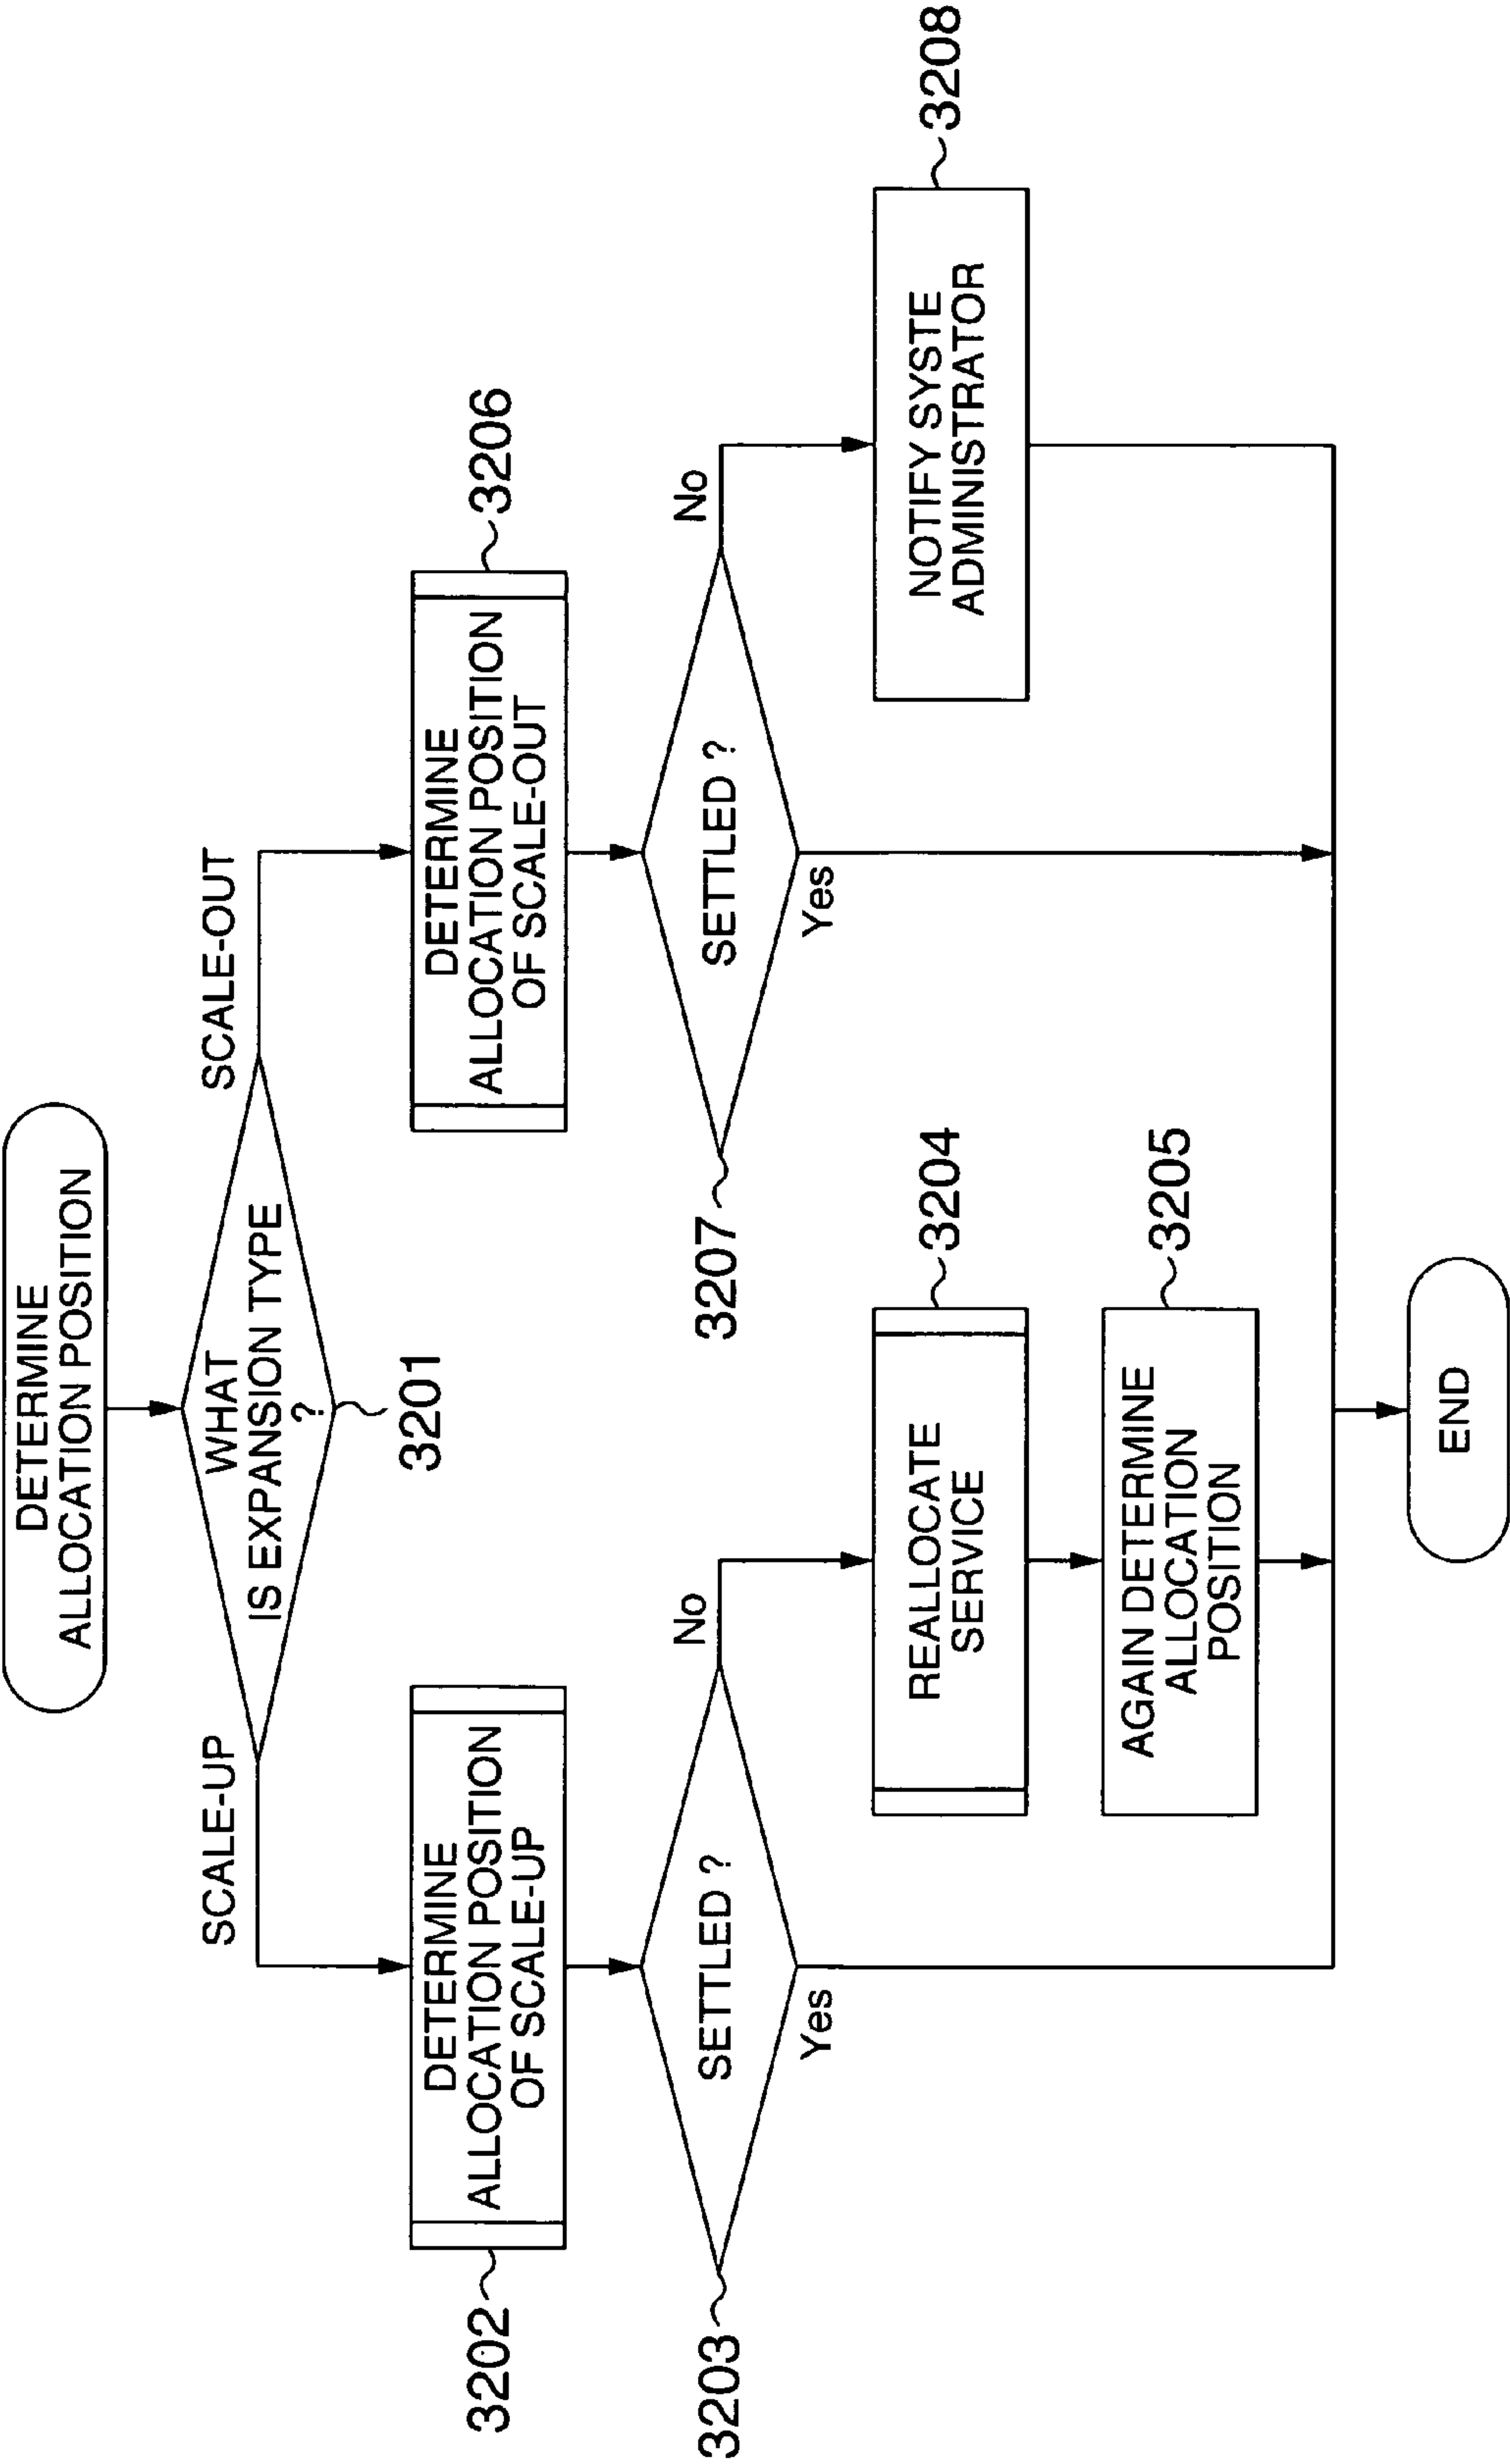 DETERMINE
ALLOCATION POSITION
WHAT
IS EXPANSION TYPE
?
3201
SCALE-UP
SCALE-OUT
DETERMINE
ALLOCATION POSITION
OF SCALE-UP
3202
SETTLED ?
3203
No
Yes
REALLOCATE
SERVICE
3204
AGAIN DETERMINE
ALLOCATION
POSITION
3205
DETERMINE
ALLOCATION POSITION
OF SCALE-OUT
3206
SETTLED ?
3207
No
Yes
NOTIFY SYSTE
ADMINISTRATOR
3208
END